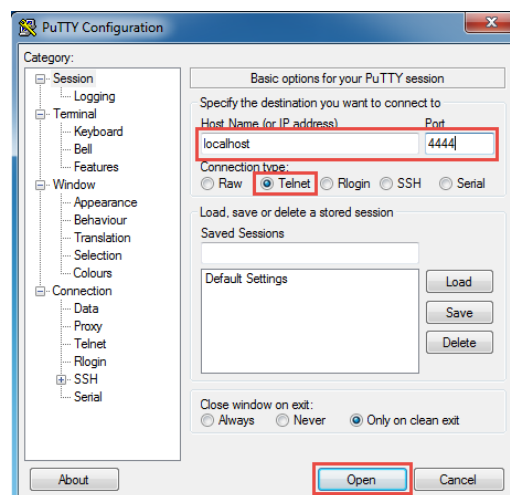 PuTTY Configuration
Category:
Session
Logging
Terminal
Keyboard
Bell
Features
Window
Appearance
Behaviour
Translation
Selection
Colours
Connection
Data
Proxy
Telnet
Rlogin
SSH
Serial
Basic options for your PuTTY session
Specify the destination you want to connect to
Host Name (or IP address) Port
localhost 4444
Connection type:
Raw Telnet Rlogin SSH Serial
Load, save or delete a stored session
Saved Sessions
Default Settings
Load
Save
Delete
Close window on exit:
Always Never Only on clean exit
About Open Cancel